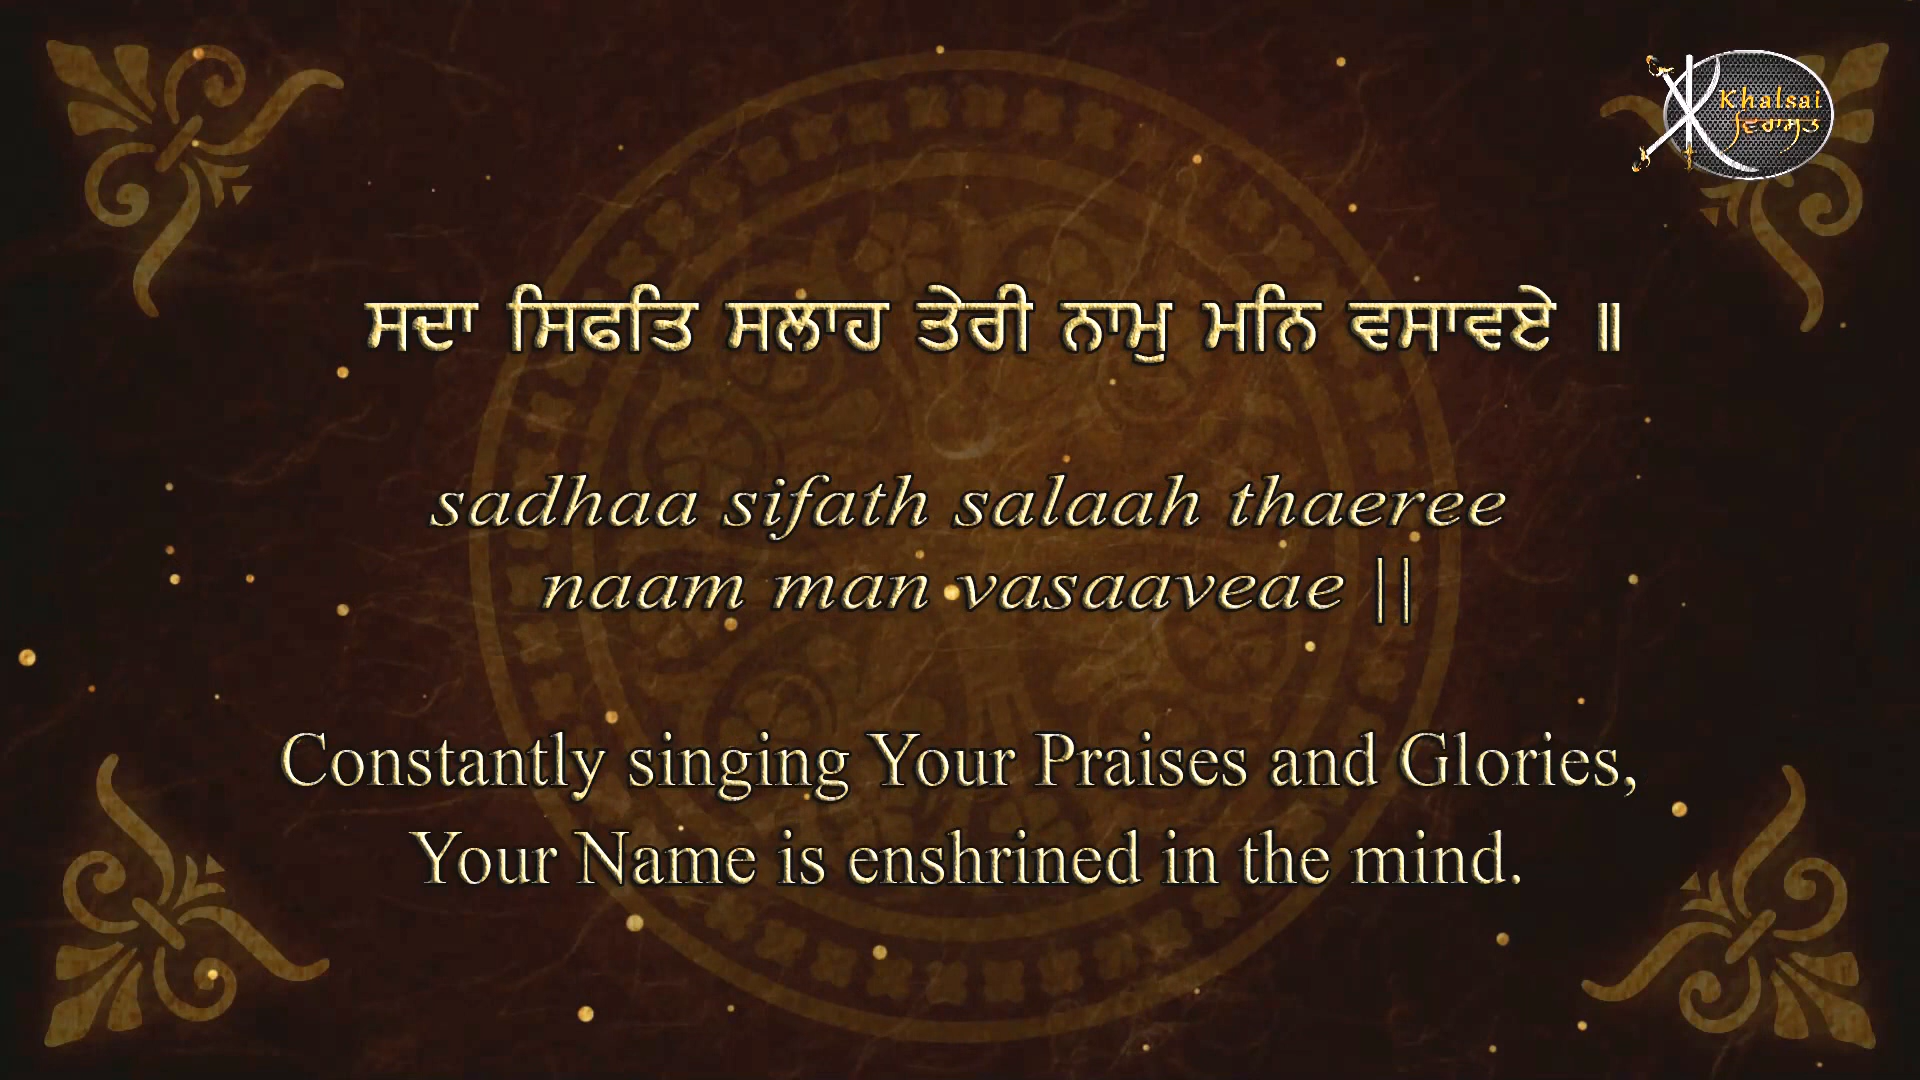 Khalsai
ਵਿਰਾਸਤ
ਸਦਾ ਸਿਫਤਿ ਸਲਾਹ ਤੇਰੀ ਨਾਮੁ ਮਨਿ ਵਸਾਵਏ ॥
sadhaa sifath salaah thaeree
naam man vasaaveae ||
Constantly singing Your Praises and Glories,
Your Name is enshrined in the mind.